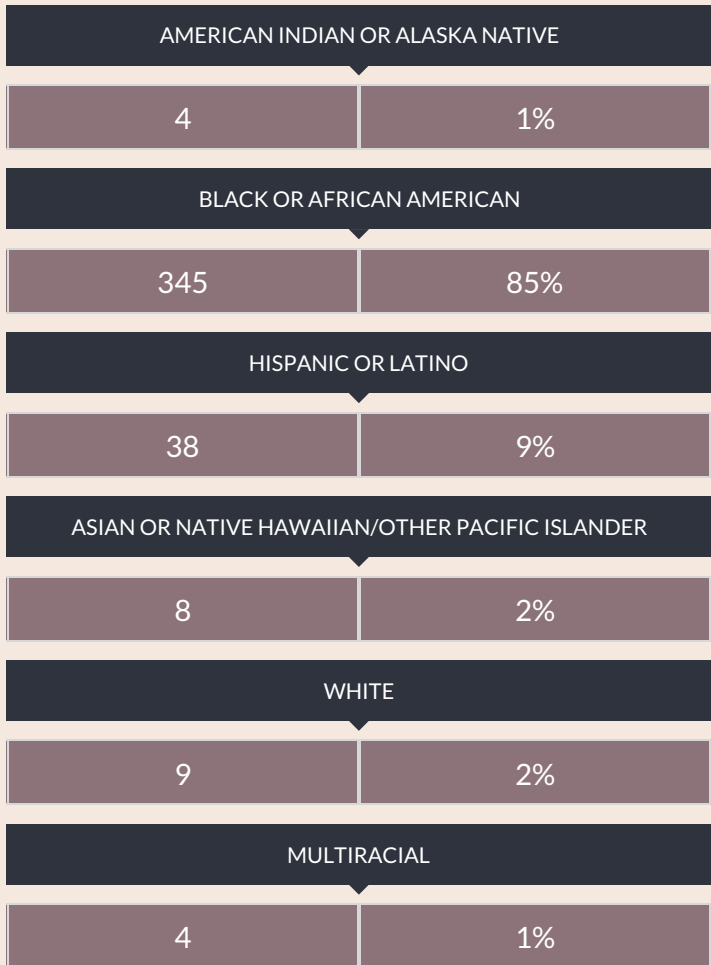 AMERICAN INDIAN OR ALASKA NATIVE
4 1%
BLACK OR AFRICAN AMERICAN
345 85%
HISPANIC OR LATINO
38 9%
ASIAN OR NATIVE HAWAIIAN/OTHER PACIFIC ISLANDER
8 2%
WHITE
9 2%
MULTIRACIAL
4 1%